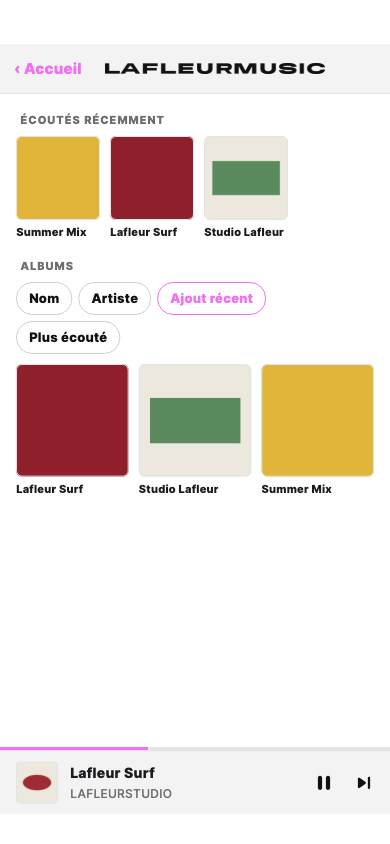 ‹ Accueil LAFLEURMUSIC
ÉCOUTÉS RÉCEMMENT
Summer Mix Lafleur Surf Studio Lafleur
ALBUMS
Nom Artiste Ajout récent
Plus écouté
Lafleur Surf Studio Lafleur Summer Mix
Lafleur Surf
LAFLEURSTUDIO